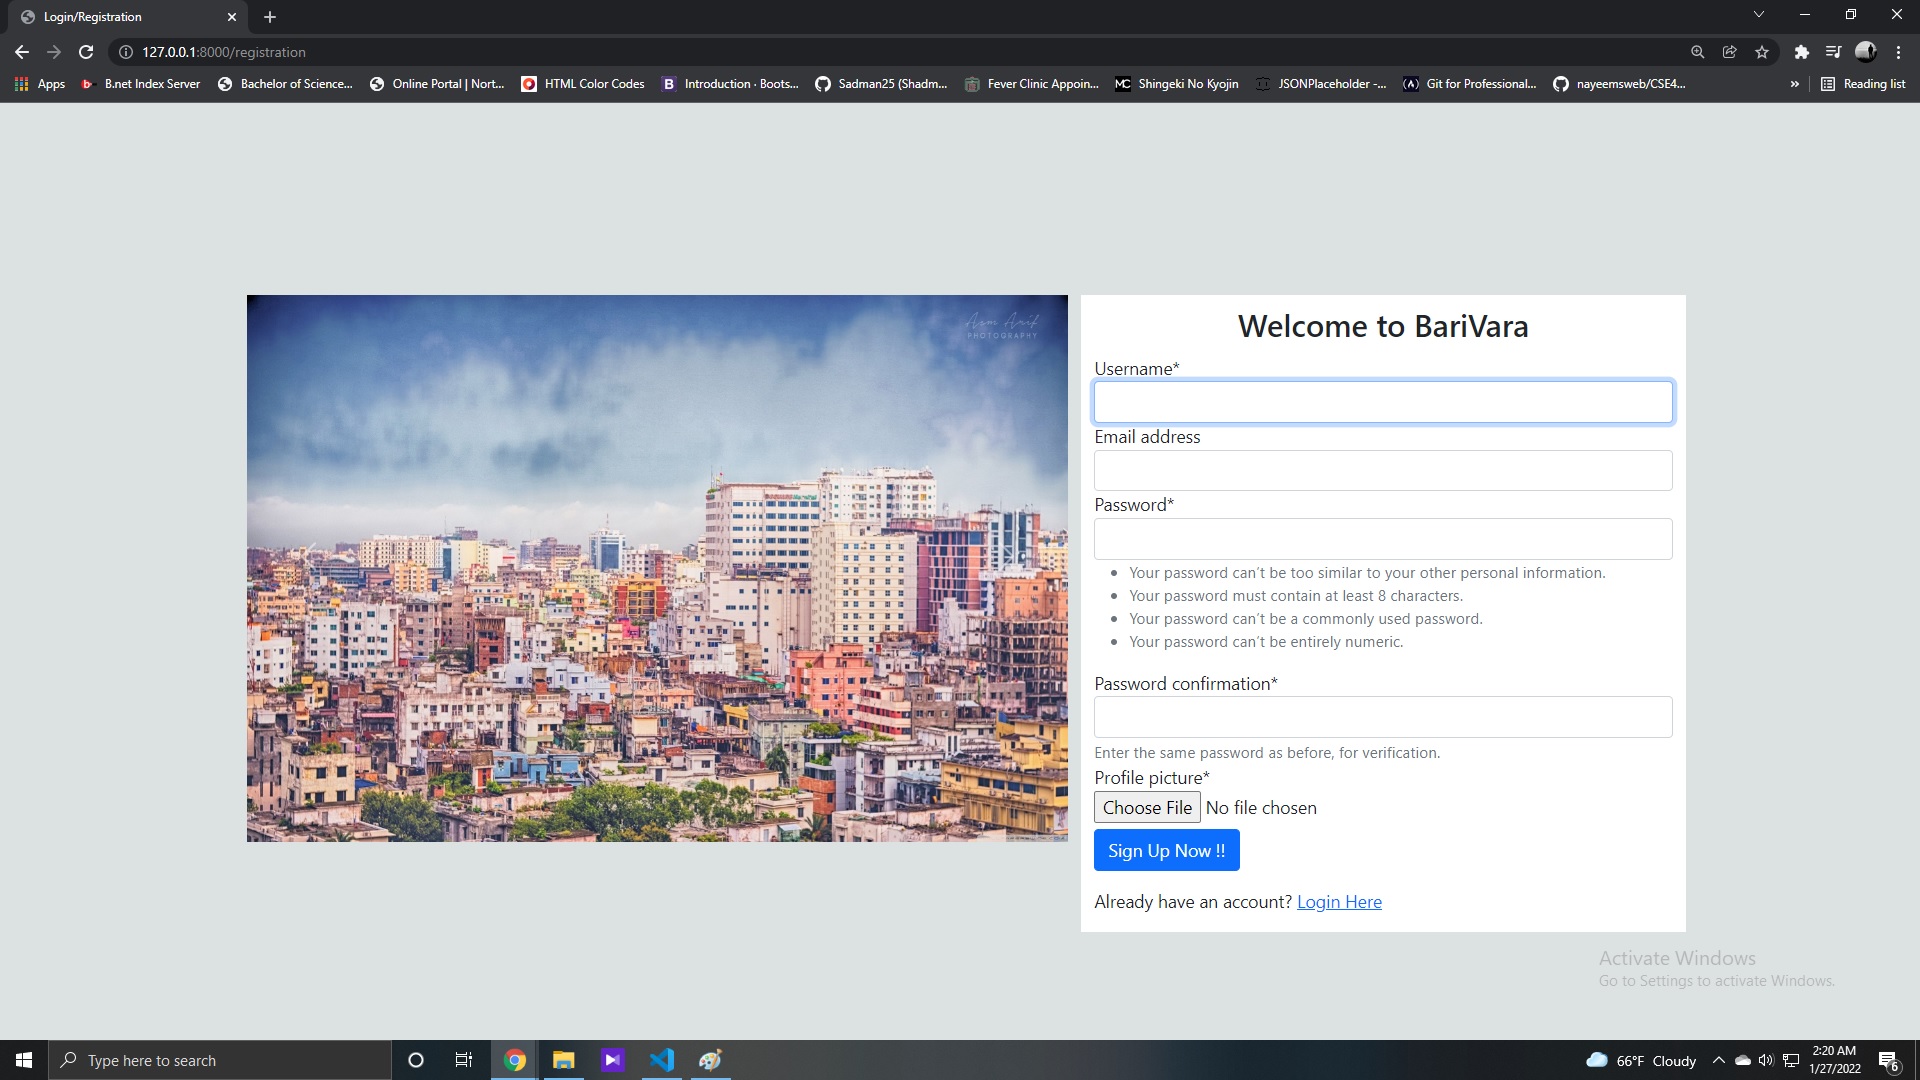 Login/Registration
127.0.0.1:8000/registration
Apps
B.net Index Server
Bachelor of Science...
Online Portal | Nort...
HTML Color Codes
Introduction · Boots...
Sadman25 (Shadm...
Fever Clinic Appoin...
Shingeki No Kyojin
JSONPlaceholder -...
Git for Professional...
nayeemsweb/CSE4...
»
Reading list
PHOTOGRAPHY
Welcome to BariVara
Username*
Email address
Password*
• Your password can’t be too similar to your other personal information.
• Your password must contain at least 8 characters.
• Your password can’t be a commonly used password.
• Your password can’t be entirely numeric.
Password confirmation*
Enter the same password as before, for verification.
Profile picture*
Choose File No file chosen
Sign Up Now !!
Already have an account? Login Here
Activate Windows
Go to Settings to activate Windows.
Type here to search
66°F Cloudy
2:20 AM
1/27/2022
6